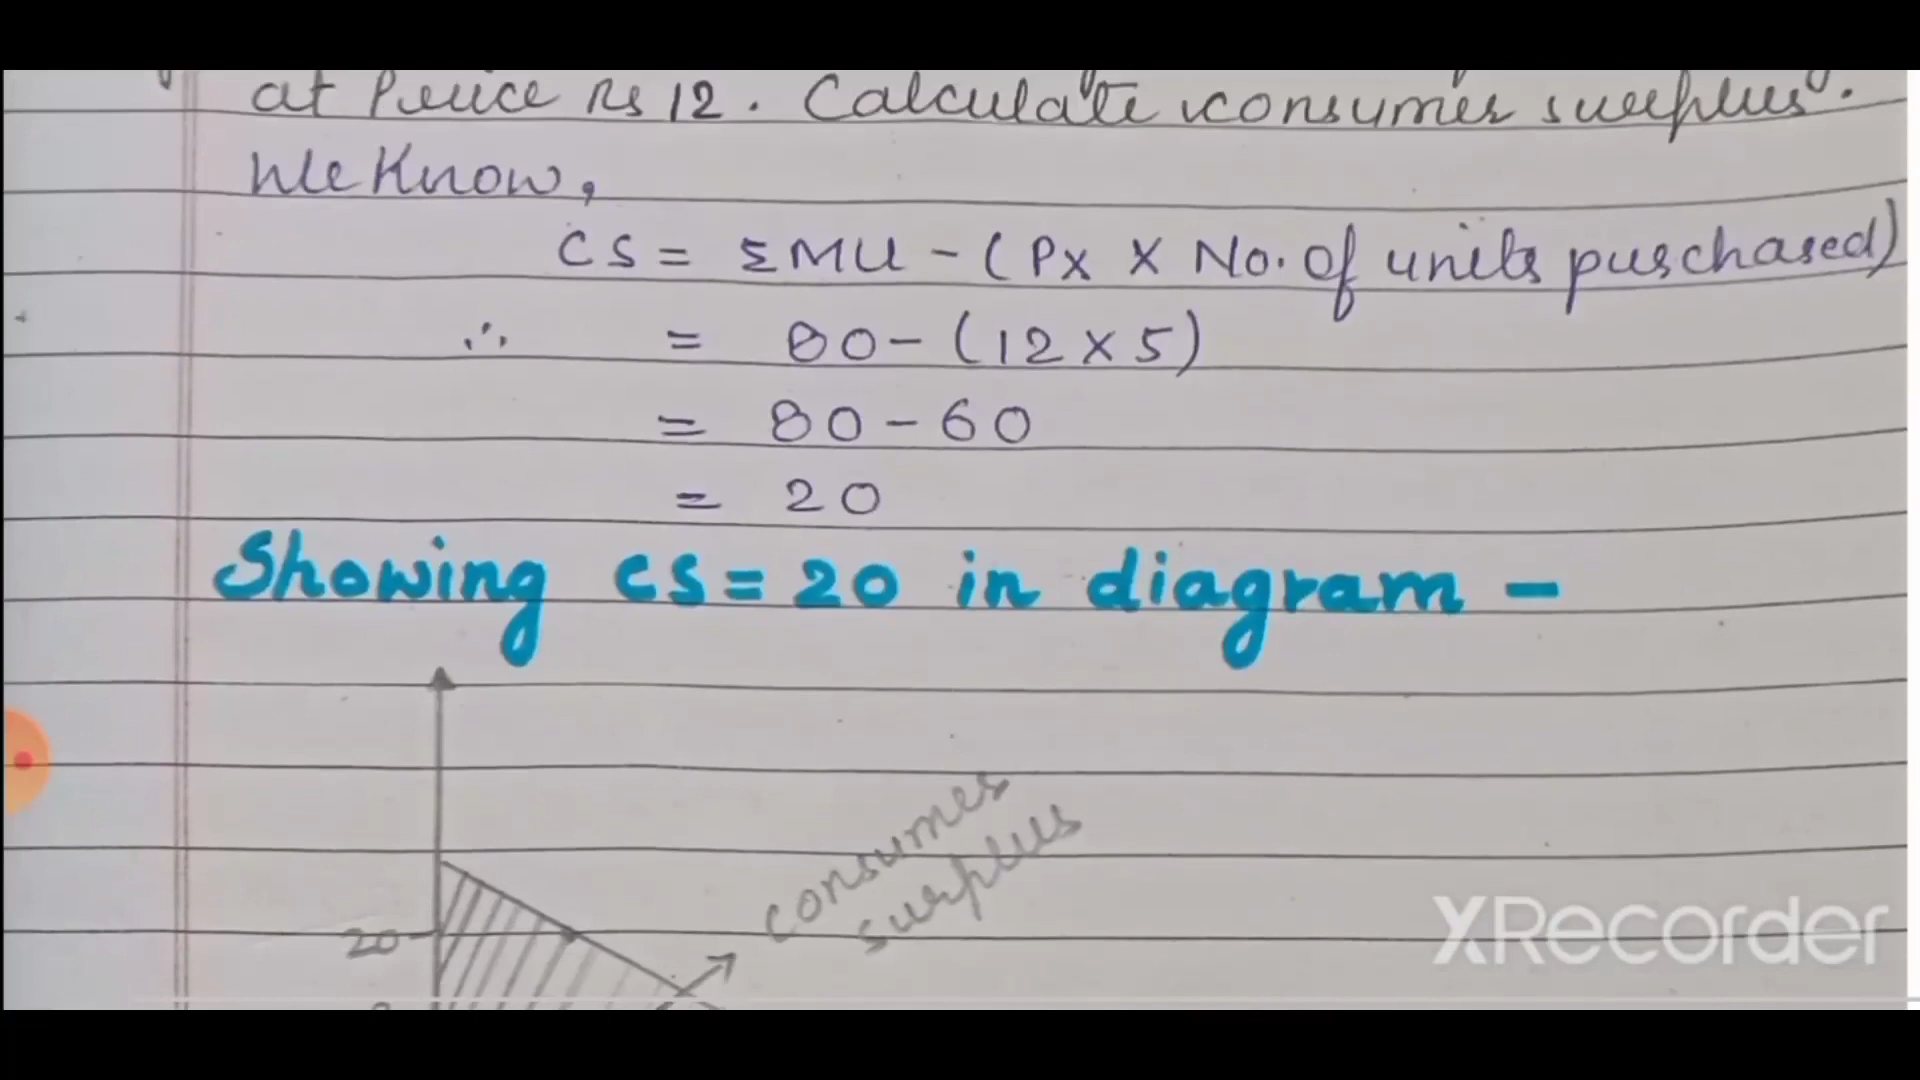 at Price Rs 12. Calculate consumer surplus.
We Know,
CS = ΣMU - (Px X No. Of units purchased)
∴ = 80 - (12 x 5)
= 80 - 60
= 20
Showing CS = 20 in diagram -
consumer
surplus
20
XRecorder